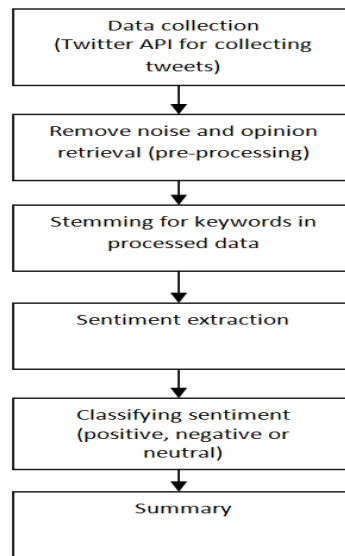 Data collection
(Twitter API for collecting
tweets)
Remove noise and opinion
retrieval (pre-processing)
Stemming for keywords in
processed data
Sentiment extraction
Classifying sentiment
(positive, negative or
neutral)
Summary